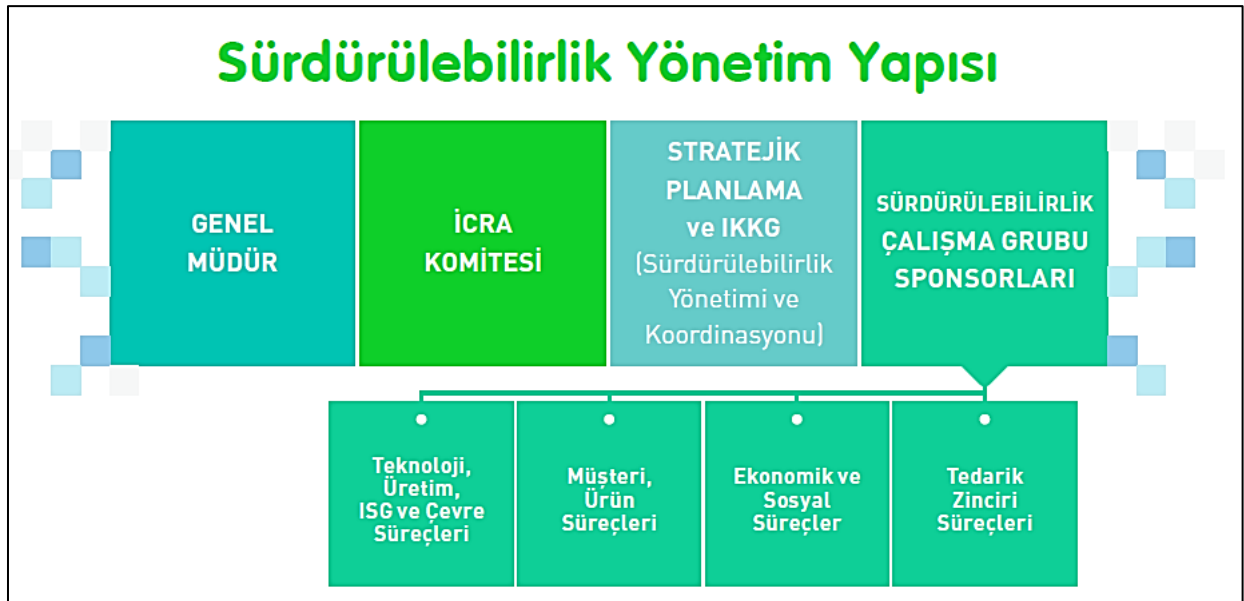 Sürdürülebilirlik Yönetim Yapısı
GENEL
MÜDÜR
İCRA
KOMİTESİ
STRATEJİK
PLANLAMA
ve IKKG
(Sürdürülebilirlik
Yönetimi ve
Koordinasyonu)
SÜRDÜRÜLEBİLİRLİK
ÇALIŞMA GRUBU
SPONSORLARI
Teknoloji,
Üretim,
ISG ve Çevre
Süreçleri
Müşteri,
Ürün
Süreçleri
Ekonomik ve
Sosyal
Süreçler
Tedarik
Zinciri
Süreçleri